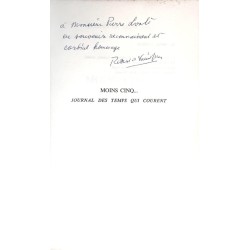 à Monsieur Pierre
en souvenir reconnaissant et
cordial hommage
MOINS CINQ...
JOURNAL DES TEMPS QUI COURENT